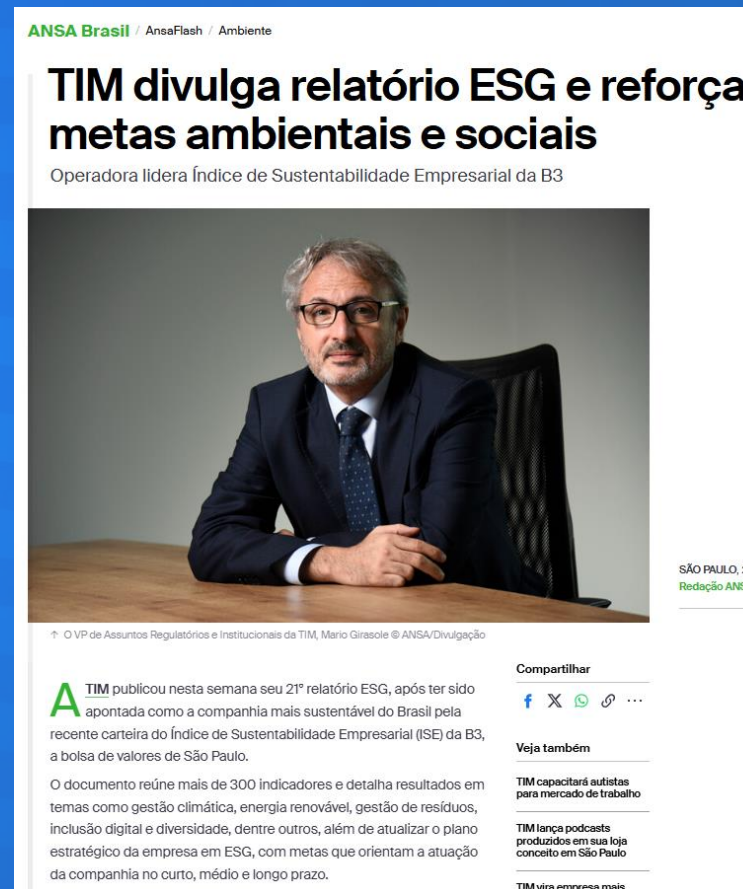 ANSA Brasil / AnsaFlash / Ambiente
TIM divulga relatório ESG e reforça
metas ambientais e sociais
Operadora lidera Índice de Sustentabilidade Empresarial da B3
SÃO PAULO,
Redação
↑ O VP de Assuntos Regulatórios e Institucionais da TIM, Mario Girasole © ANSA/Divulgação
A TIM publicou nesta semana seu 21º relatório ESG, após ter sido
apontada como a companhia mais sustentável do Brasil pela
recente carteira do Índice de Sustentabilidade Empresarial (ISE) da B3,
a bolsa de valores de São Paulo.
O documento reúne mais de 300 indicadores e detalha resultados em
temas como gestão climática, energia renovável, gestão de resíduos,
inclusão digital e diversidade, dentre outros, além de atualizar o plano
estratégico da empresa em ESG, com metas que orientam a atuação
da companhia no curto, médio e longo prazo.
Compartilhar
Veja também
TIM capacitará autistas
para mercado de trabalho
TIM lança podcasts
produzidos em sua loja
conceito em São Paulo
TIM vira empresa mais